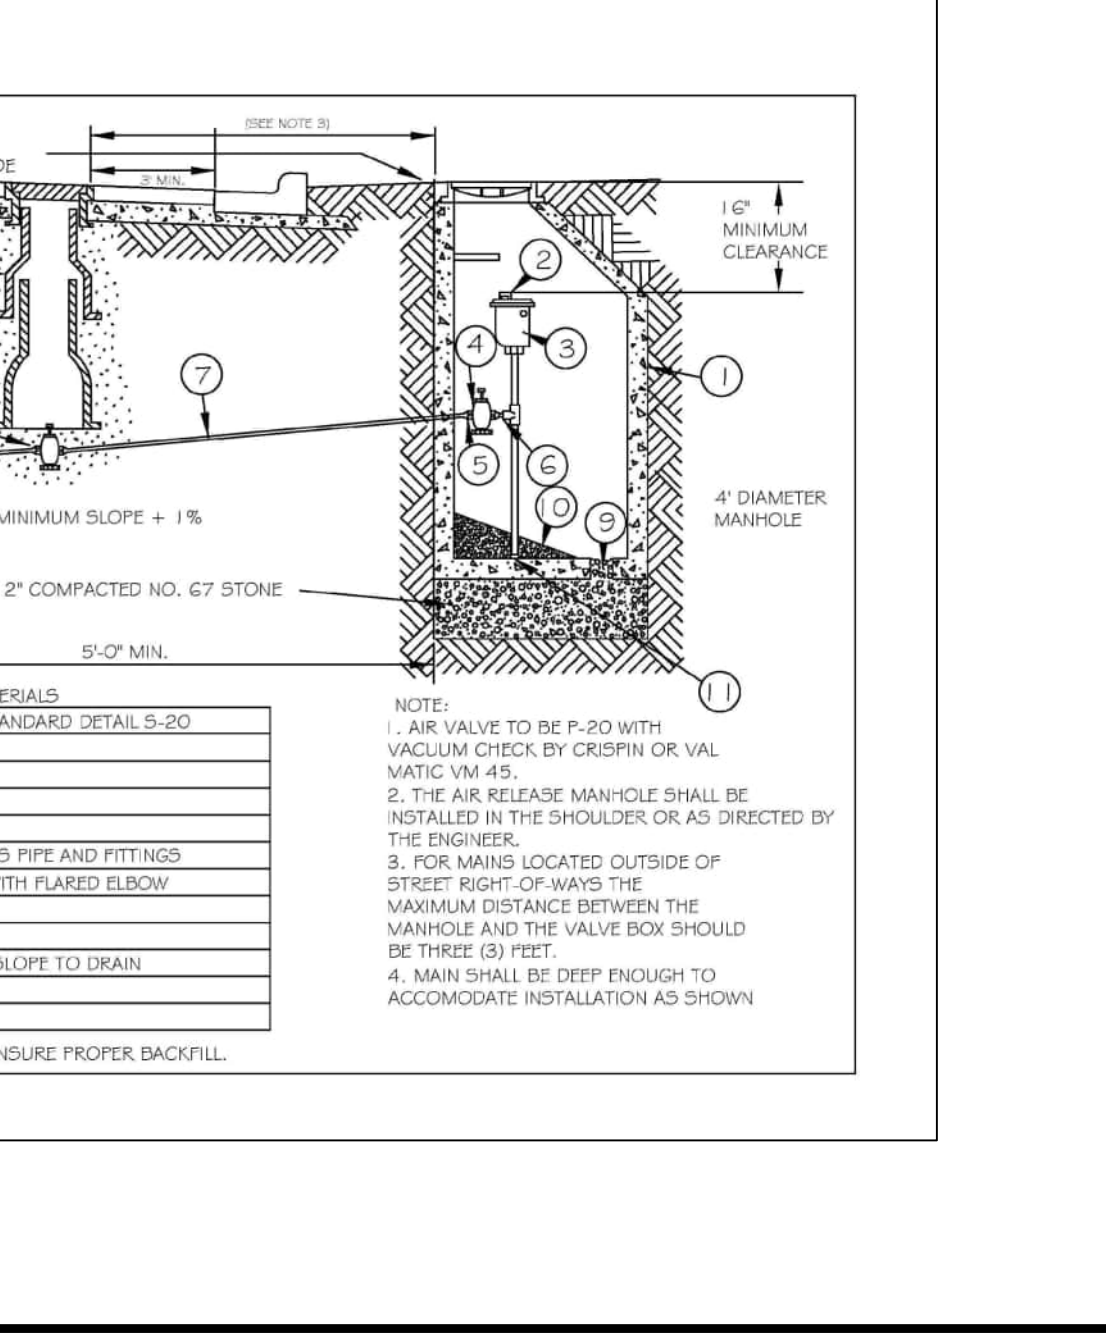 (SEE NOTE 3)
DE
3' MIN.
16"
MINIMUM
CLEARANCE
2
4
3
7
1
5
6
4' DIAMETER
MANHOLE
10
9
MINIMUM SLOPE + 1%
2" COMPACTED NO. 67 STONE
5'-0" MIN.
11
ERIALS
ANDARD DETAIL S-20
S PIPE AND FITTINGS
ITH FLARED ELBOW
SLOPE TO DRAIN
NSURE PROPER BACKFILL.
NOTE:
1. AIR VALVE TO BE P-20 WITH
VACUUM CHECK BY CRISPIN OR VAL
MATIC VM 45.
2. THE AIR RELEASE MANHOLE SHALL BE
INSTALLED IN THE SHOULDER OR AS DIRECTED BY
THE ENGINEER.
3. FOR MAINS LOCATED OUTSIDE OF
STREET RIGHT-OF-WAYS THE
MAXIMUM DISTANCE BETWEEN THE
MANHOLE AND THE VALVE BOX SHOULD
BE THREE (3) FEET.
4. MAIN SHALL BE DEEP ENOUGH TO
ACCOMODATE INSTALLATION AS SHOWN